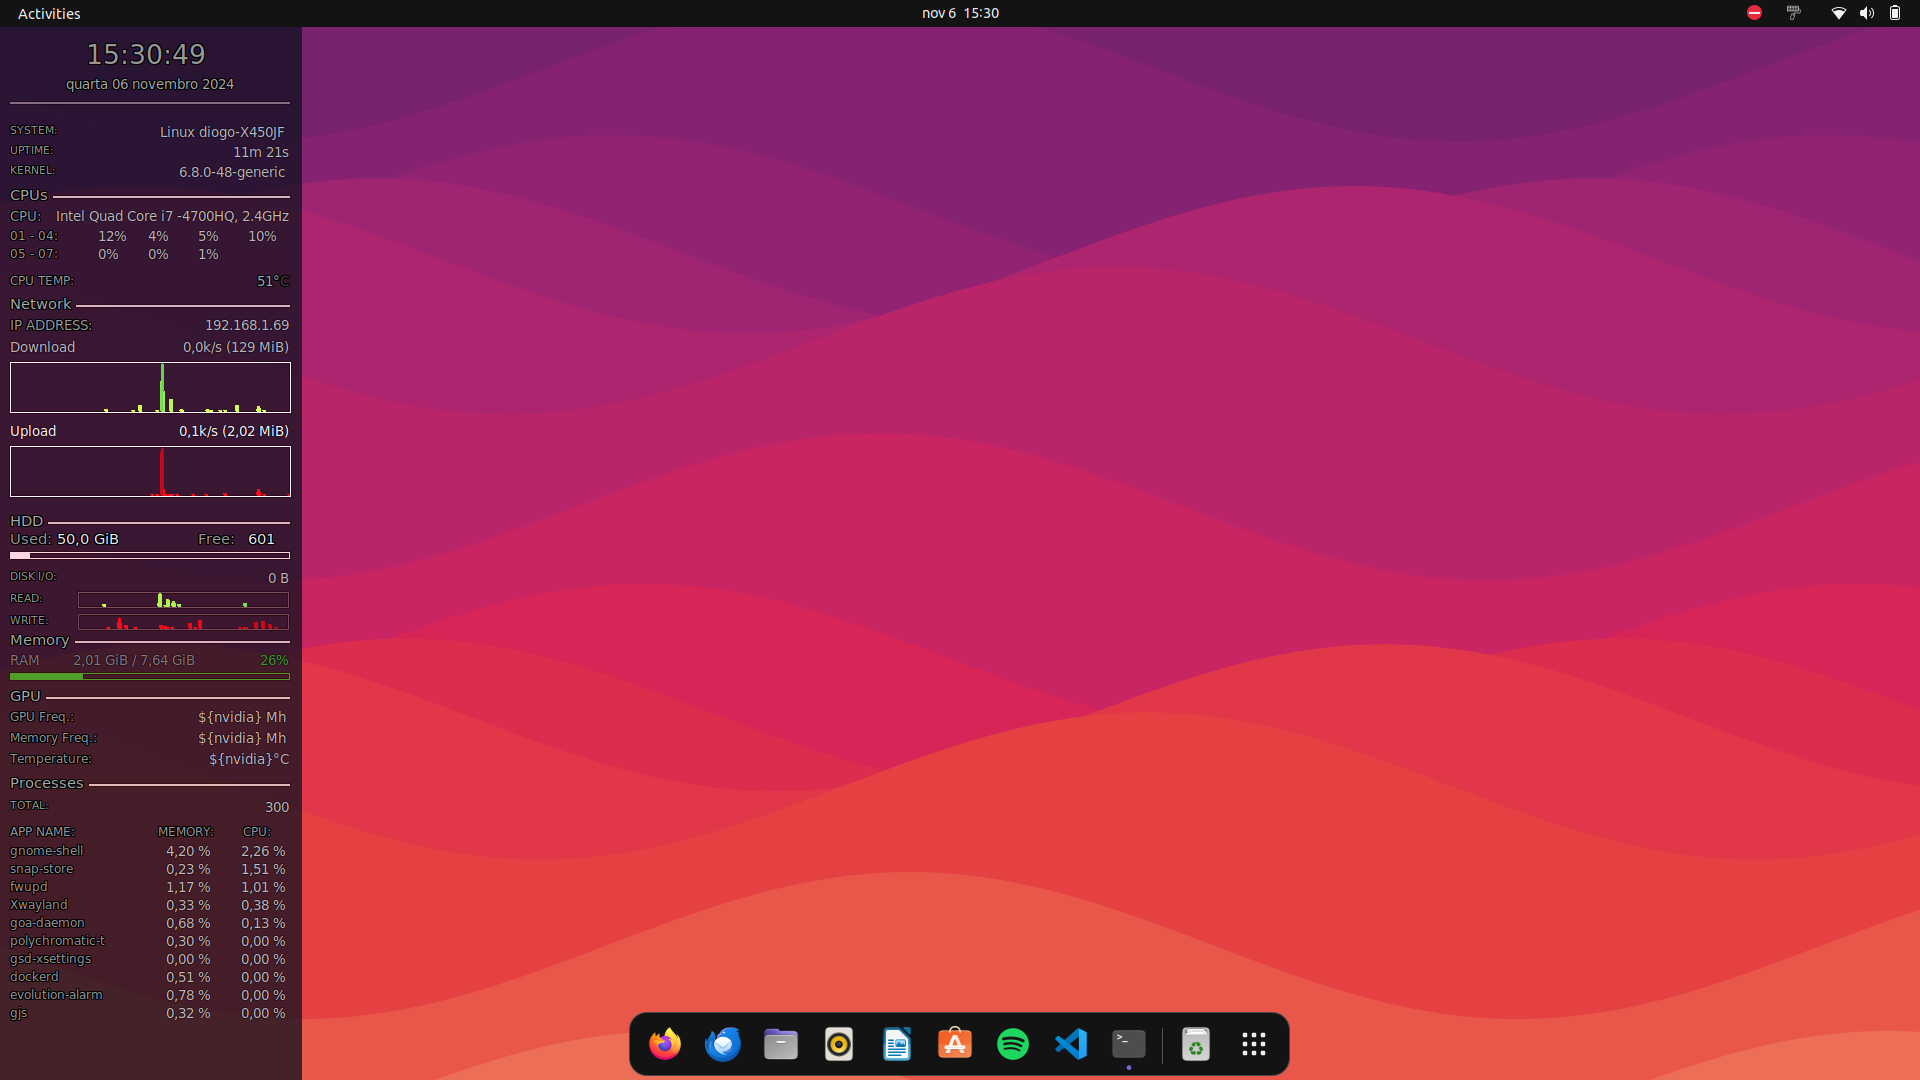 Activities
nov 6 15:30
15:30:49
quarta 06 novembro 2024
SYSTEM: Linux diogo-X450JF
UPTIME: 11m 21s
KERNEL: 6.8.0-48-generic
CPUs
CPU: Intel Quad Core i7 -4700HQ, 2.4GHz
01 - 04: 12% 4% 5% 10%
05 - 07: 0% 0% 1%
CPU TEMP: 51°C
Network
IP ADDRESS: 192.168.1.69
Download 0,0k/s (129 MiB)
Upload 0,1k/s (2,02 MiB)
HDD
Used: 50,0 GiB Free: 601
DISK I/O: 0 B
READ:
WRITE:
Memory
RAM 2,01 GiB / 7,64 GiB 26%
GPU
GPU Freq.: ${nvidia} Mh
Memory Freq.: ${nvidia} Mh
Temperature: ${nvidia}°C
Processes
TOTAL: 300
APP NAME: MEMORY: CPU:
gnome-shell 4,20 % 2,26 %
snap-store 0,23 % 1,51 %
fwupd 1,17 % 1,01 %
Xwayland 0,33 % 0,38 %
goa-daemon 0,68 % 0,13 %
polychromatic-t 0,30 % 0,00 %
gsd-xsettings 0,00 % 0,00 %
dockerd 0,51 % 0,00 %
evolution-alarm 0,78 % 0,00 %
gjs 0,32 % 0,00 %